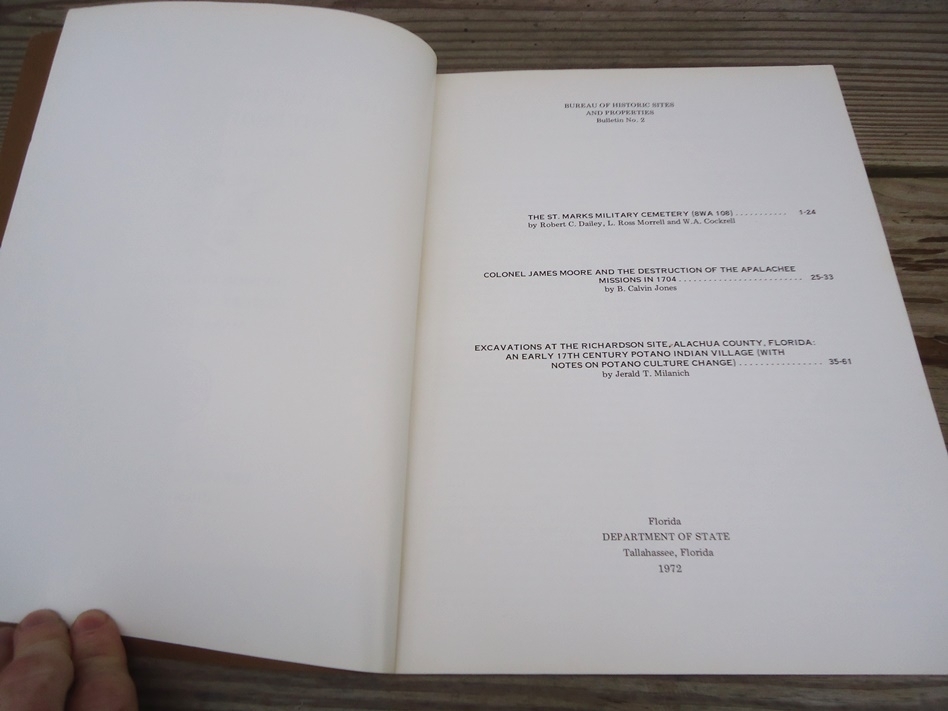 BUREAU OF HISTORIC SITES
AND PROPERTIES
Bulletin No. 2
THE ST. MARKS MILITARY CEMETERY (8WA 108) . . . . . . . . . . . 1-24
by Robert C. Dailey, L. Ross Morrell and W.A. Cockrell
COLONEL JAMES MOORE AND THE DESTRUCTION OF THE APALACHEE
MISSIONS IN 1704 . . . . . . . . . . . . . . . . . . . . . . . 25-33
by B. Calvin Jones
EXCAVATIONS AT THE RICHARDSON SITE, ALACHUA COUNTY, FLORIDA:
AN EARLY 17TH CENTURY POTANO INDIAN VILLAGE (WITH
NOTES ON POTANO CULTURE CHANGE) . . . . . . . . . . . . . . . . 35-61
by Jerald T. Milanich
Florida
DEPARTMENT OF STATE
Tallahassee, Florida
1972